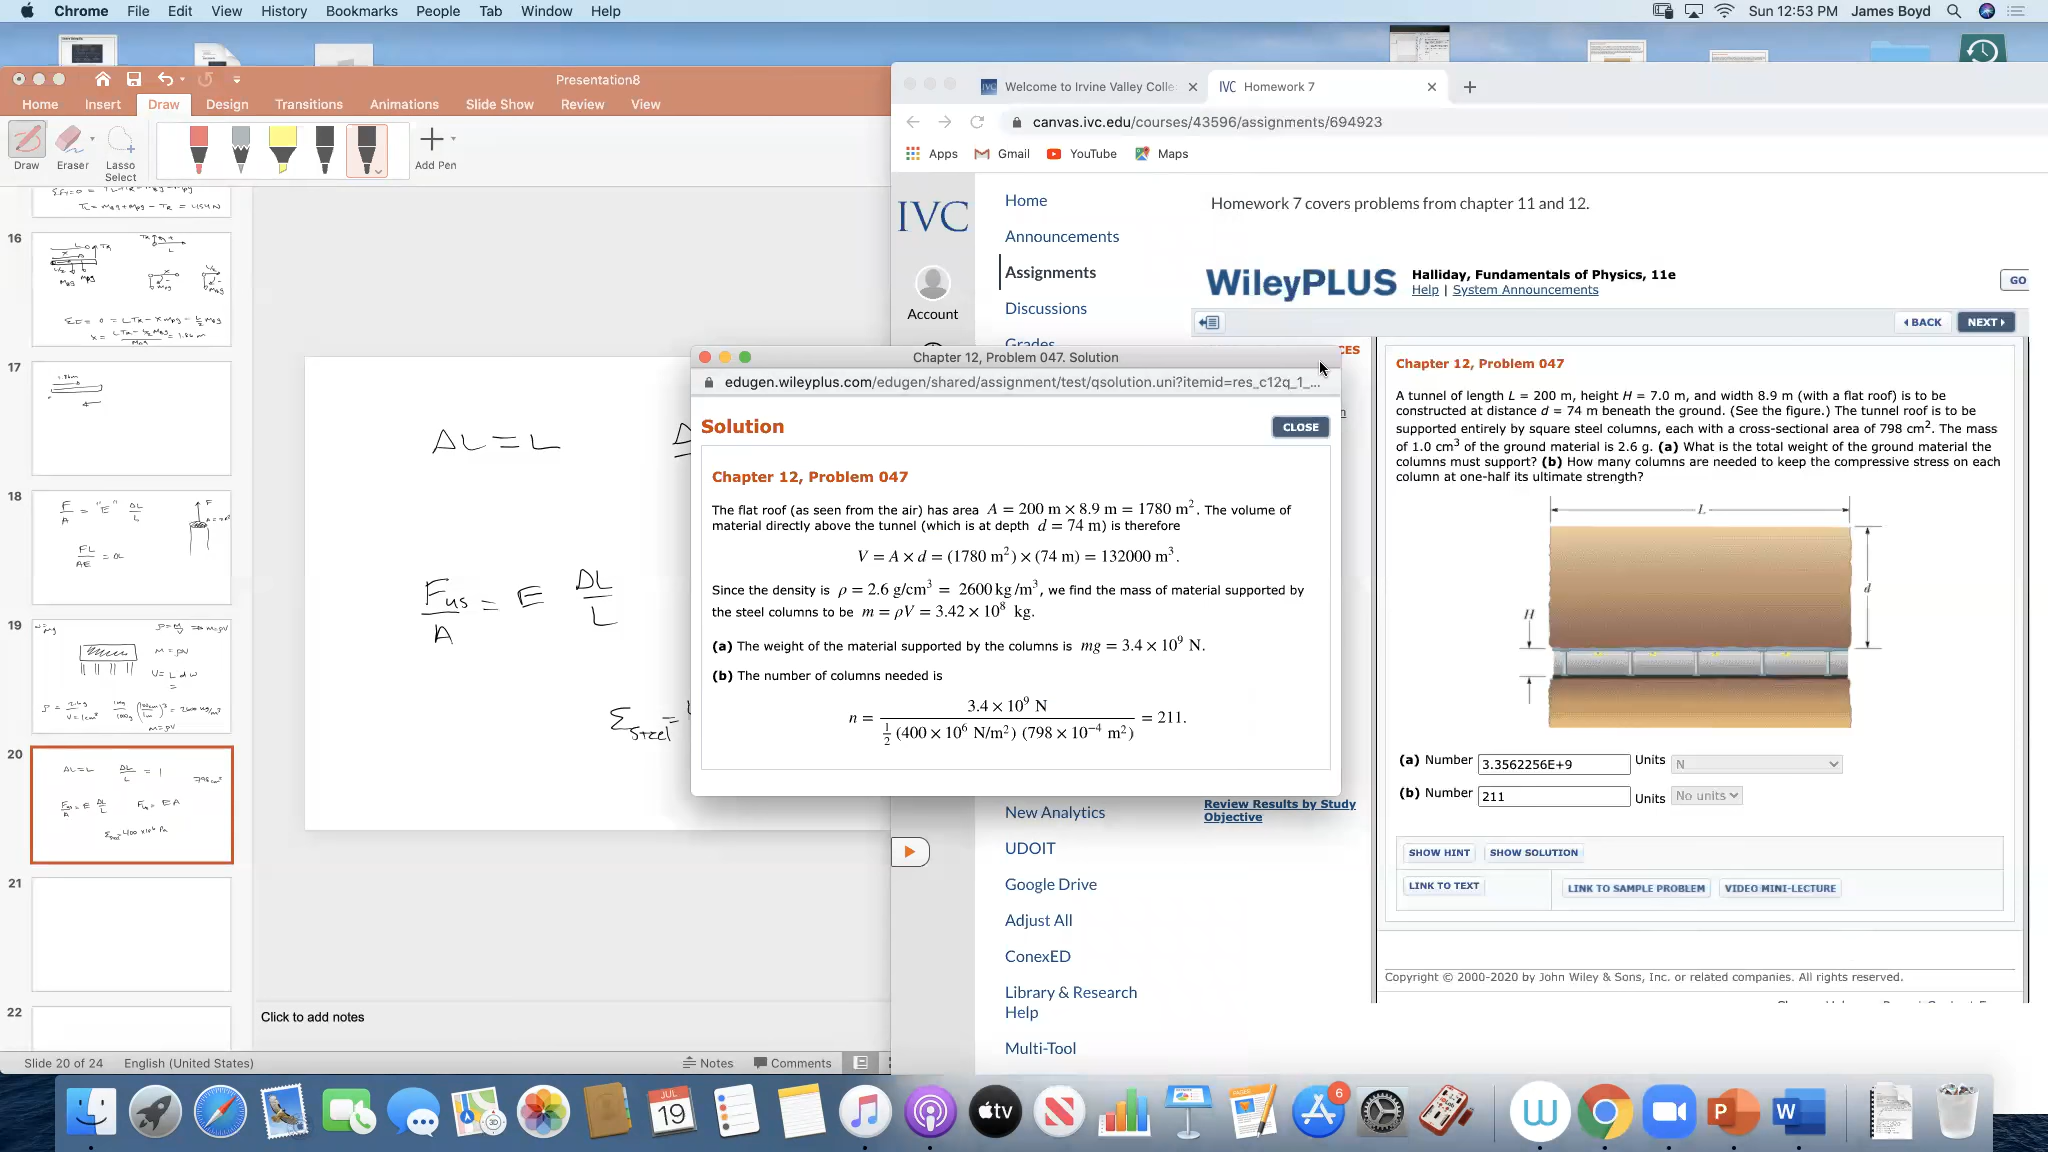 Chrome File Edit View History Bookmarks People Tab Window Help
Sun 12:53 PM James Boyd
Presentation8
Home Insert Draw Design Transitions Animations Slide Show Review View
Draw Eraser Lasso Select Add Pen
16
17
18
19
20
21
22
ΔL = L
F_us / A = E ΔL / L
Σ_steel =
Click to add notes
Slide 20 of 24 English (United States) Notes Comments
Welcome to Irvine Valley Colle
IVC Homework 7
canvas.ivc.edu/courses/43596/assignments/694923
Apps Gmail YouTube Maps
IVC
Account
Home
Announcements
Assignments
Discussions
Grades
New Analytics
UDOIT
Google Drive
Adjust All
ConexED
Library & Research
Help
Multi-Tool
Homework 7 covers problems from chapter 11 and 12.
WileyPLUS
Halliday, Fundamentals of Physics, 11e
Help | System Announcements
GO
BACK NEXT
CES
Review Results by Study
Objective
Chapter 12, Problem 047. Solution
edugen.wileyplus.com/edugen/shared/assignment/test/qsolution.uni?itemid=res_c12q_1_...
Solution
CLOSE
Chapter 12, Problem 047
The flat roof (as seen from the air) has area A = 200 m × 8.9 m = 1780 m². The volume of
material directly above the tunnel (which is at depth d = 74 m) is therefore
V = A × d = (1780 m²) × (74 m) = 132000 m³.
Since the density is ρ = 2.6 g/cm³ = 2600 kg/m³, we find the mass of material supported by
the steel columns to be m = ρV = 3.42 × 10⁸ kg.
(a) The weight of the material supported by the columns is mg = 3.4 × 10⁹ N.
(b) The number of columns needed is
n = 3.4 × 10⁹ N / ½ (400 × 10⁶ N/m²) (798 × 10⁻⁴ m²) = 211.
Chapter 12, Problem 047
A tunnel of length L = 200 m, height H = 7.0 m, and width 8.9 m (with a flat roof) is to be
constructed at distance d = 74 m beneath the ground. (See the figure.) The tunnel roof is to be
supported entirely by square steel columns, each with a cross-sectional area of 798 cm². The mass
of 1.0 cm³ of the ground material is 2.6 g. (a) What is the total weight of the ground material the
columns must support? (b) How many columns are needed to keep the compressive stress on each
column at one-half its ultimate strength?
L
d
H
(a) Number 3.3562256E+9 Units N
(b) Number 211 Units No units
SHOW HINT SHOW SOLUTION
LINK TO TEXT LINK TO SAMPLE PROBLEM VIDEO MINI-LECTURE
Copyright © 2000-2020 by John Wiley & Sons, Inc. or related companies. All rights reserved.
JUL
19
tv
6
W
P
W